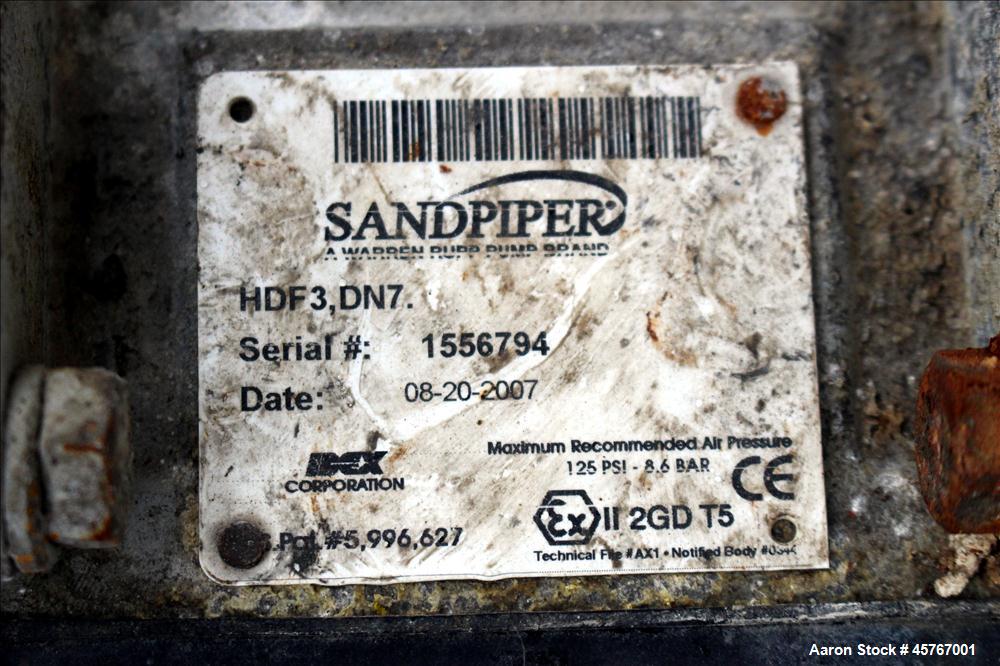 SANDPIPER®
A WARREN RUPP PUMP BRAND
HDF3,DN7.
Serial #: 1556794
Date: 08-20-2007
Maximum Recommended Air Pressure
125 PSI - 8.6 BAR
CE
IDEX
CORPORATION
Ex II 2GD T5
Pat.#5,996,627
Technical File #AX1 • Notified Body #0344
Aaron Stock # 45767001